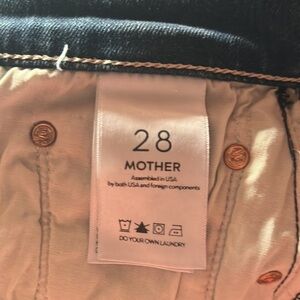 28
MOTHER
Assembled in USA
by both USA and foreign components
DO YOUR OWN LAUNDRY